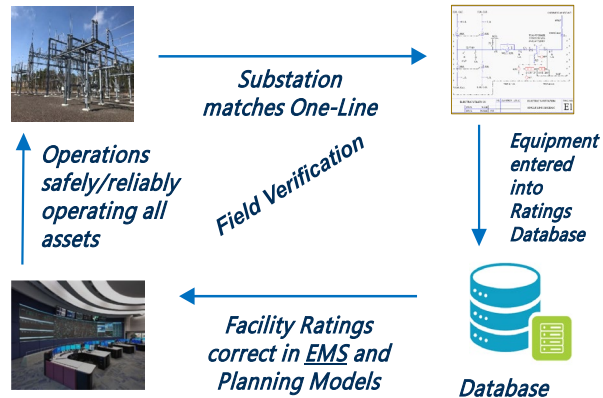 Substation
matches One-Line
Operations
safely/reliably
operating all
assets
Field Verification
Equipment
entered
into
Ratings
Database
Facility Ratings
correct in EMS and
Planning Models
Database
E1